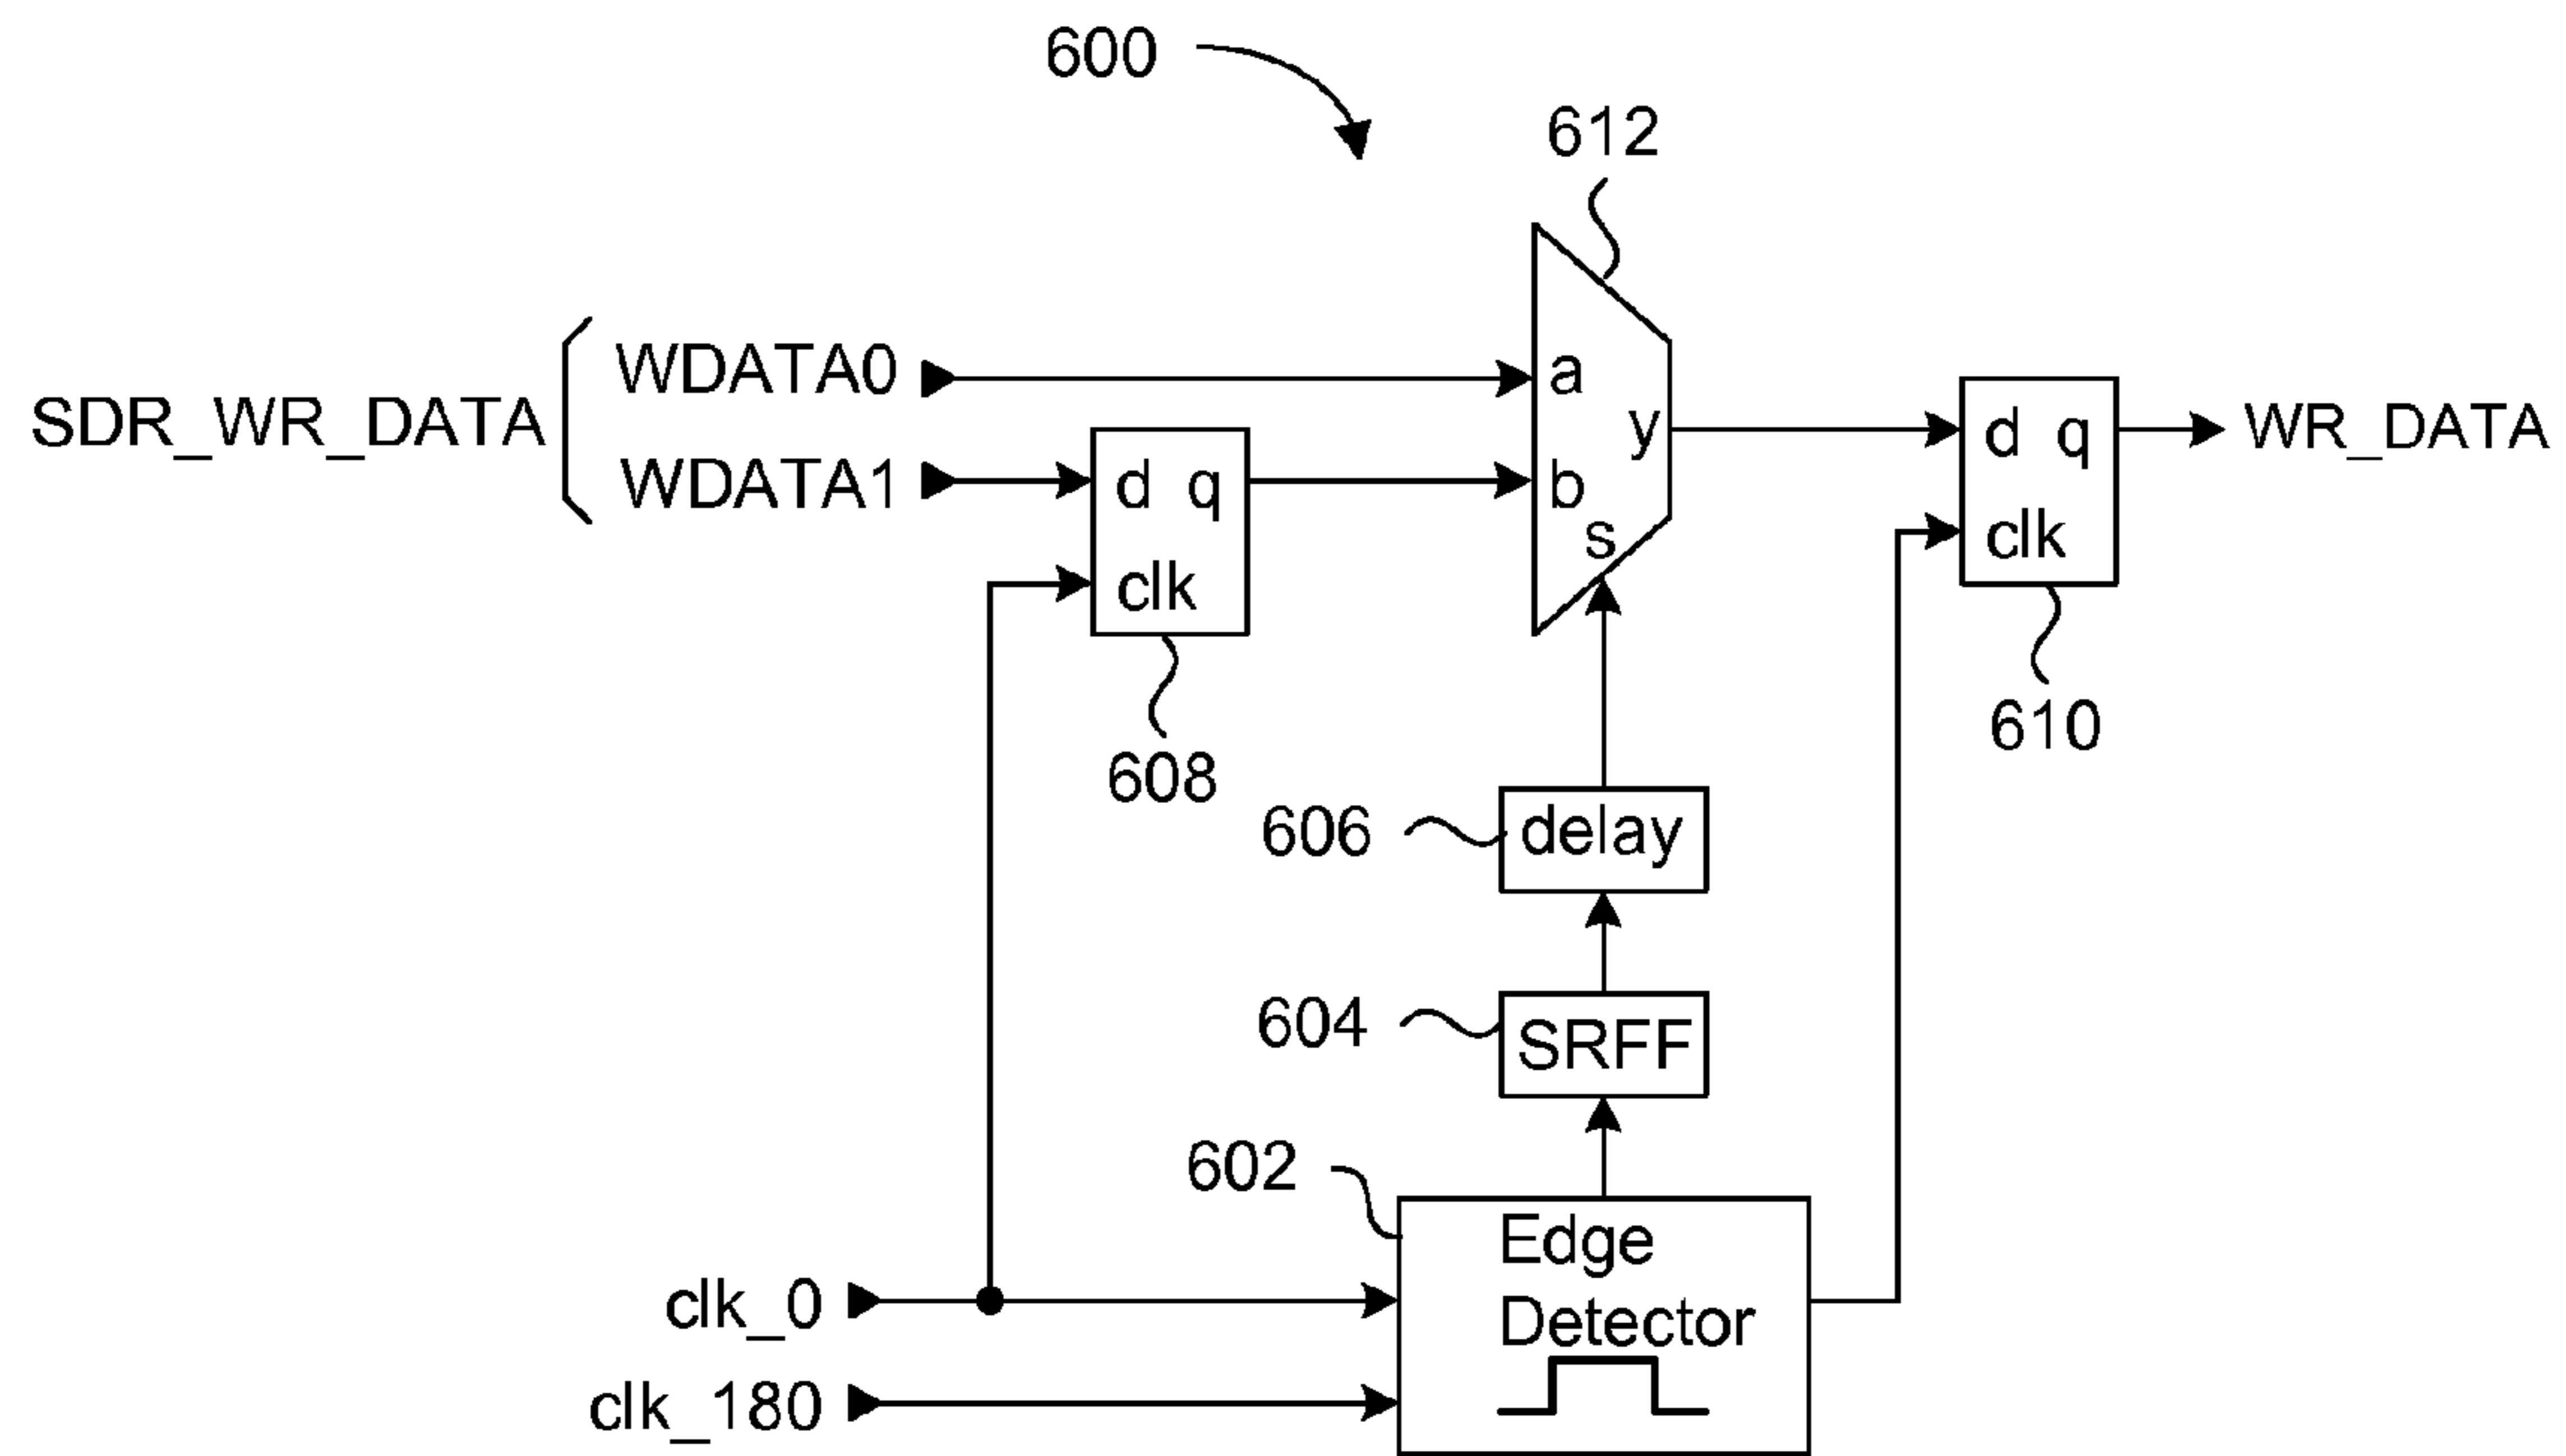 600
612
SDR_WR_DATA
WDATA0
WDATA1
a
b
y
s
d q
clk
608
d q
clk
610
WR_DATA
606
delay
604
SRFF
602
Edge
Detector
clk_0
clk_180